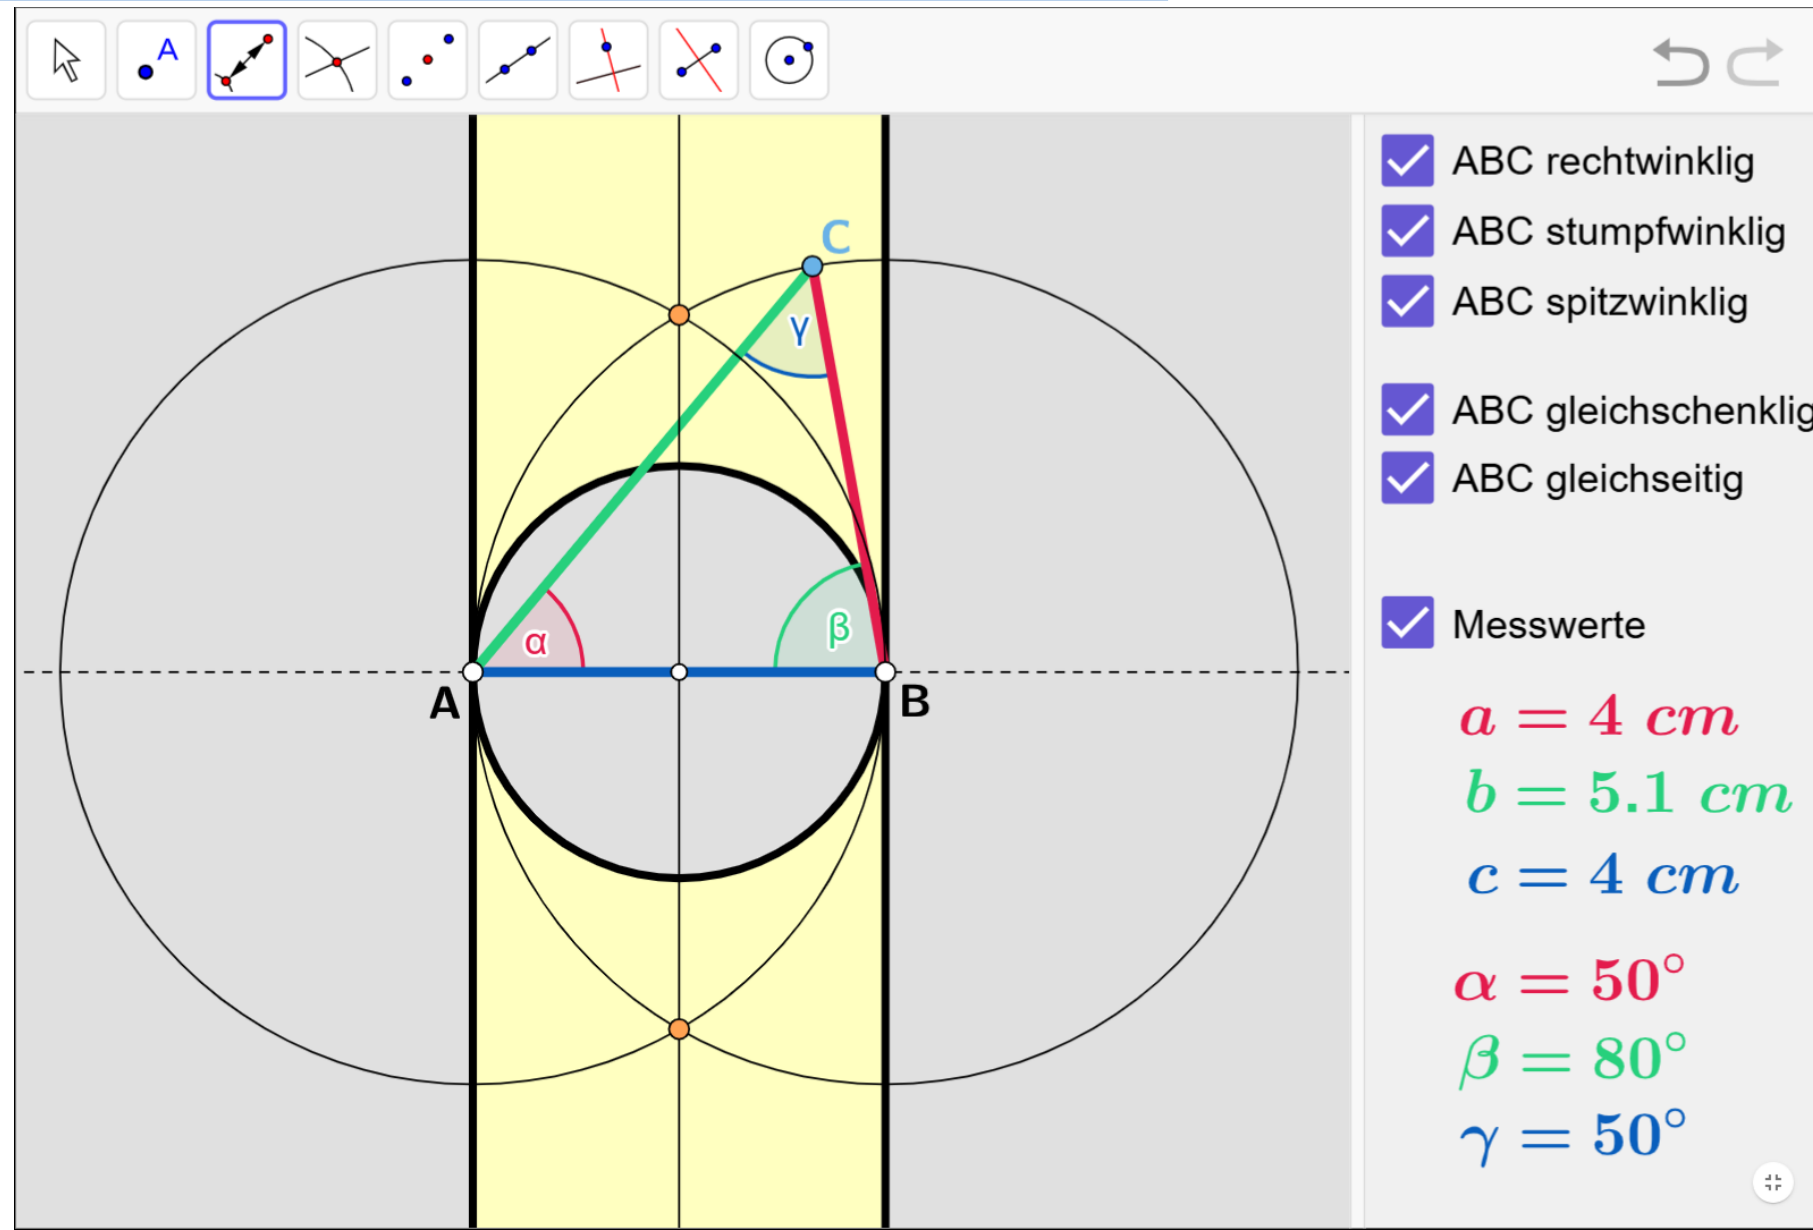 A
ABC rechtwinklig
ABC stumpfwinklig
ABC spitzwinklig
ABC gleichschenklig
ABC gleichseitig
Messwerte
a = 4 cm
b = 5.1 cm
c = 4 cm
α = 50°
β = 80°
γ = 50°
C
γ
α
β
A
B